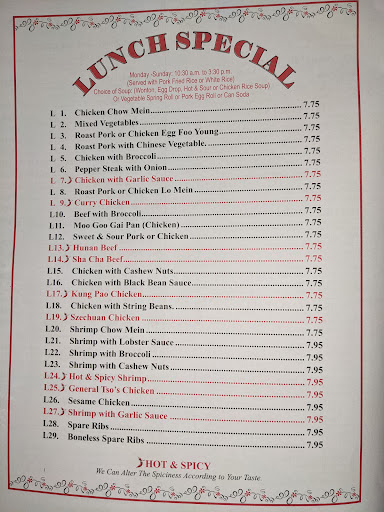 LUNCH SPECIAL
Monday -Sunday: 10:30 a.m. to 3:30 p.m.
(Served with Pork Fried Rice or White Rice)
Choice of Soup: (Wonton, Egg Drop, Hot & Sour or Chicken Rice Soup)
Or Vegetable Spring Roll or Pork Egg Roll or Can Soda
L 1. Chicken Chow Mein 7.75
L 2. Mixed Vegetables 7.75
L 3. Roast Pork or Chicken Egg Foo Young 7.75
L 4. Roast Pork with Chinese Vegetable. 7.75
L 5. Chicken with Broccoli 7.75
L 6. Pepper Steak with Onion 7.75
L 7. Chicken with Garlic Sauce 7.75
L 8. Roast Pork or Chicken Lo Mein 7.75
L 9. Curry Chicken 7.75
L10. Beef with Broccoli 7.75
L11. Moo Goo Gai Pan (Chicken) 7.75
L12. Sweet & Sour Pork or Chicken 7.75
L13. Hunan Beef 7.75
L14. Sha Cha Beef 7.75
L15. Chicken with Cashew Nuts 7.75
L16. Chicken with Black Bean Sauce 7.75
L17. Kung Pao Chicken 7.75
L18. Chicken with String Beans. 7.75
L19. Szechuan Chicken 7.75
L20. Shrimp Chow Mein 7.75
L21. Shrimp with Lobster Sauce 7.95
L22. Shrimp with Broccoli 7.95
L23. Shrimp with Cashew Nuts 7.95
L24. Hot & Spicy Shrimp 7.95
L25. General Tso's Chicken 7.95
L26. Sesame Chicken 7.95
L27. Shrimp with Garlic Sauce 7.95
L28. Spare Ribs 7.95
L29. Boneless Spare Ribs 7.95
HOT & SPICY
We Can Alter The Spiciness According to Your Taste